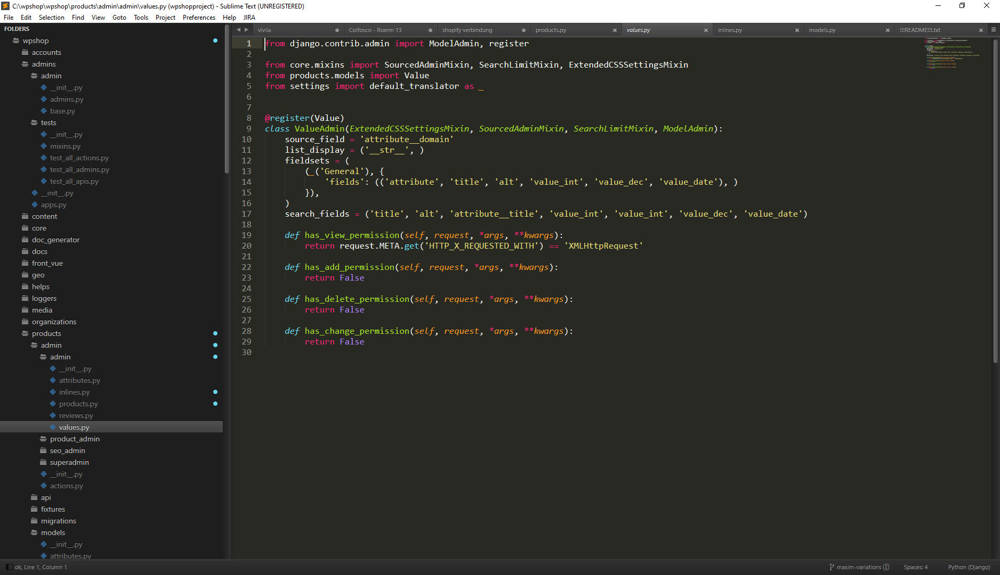 C:\wpshop\wpshop\products\admin\admin\values.py (wpshopproject) - Sublime Text (UNREGISTERED)
File Edit Selection Find View Goto Tools Project Preferences Help JIRA
FOLDERS
wpshop
accounts
admins
admin
__init__.py
admins.py
base.py
tests
__init__.py
mixins.py
test_all_actions.py
test_all_admins.py
test_all_apis.py
__init__.py
apps.py
content
core
doc_generator
docs
front_vue
geo
helps
loggers
media
organizations
products
admin
admin
__init__.py
attributes.py
inlines.py
products.py
reviews.py
values.py
product_admin
seo_admin
superadmin
__init__.py
actions.py
api
fixtures
migrations
models
__init__.py
attributes.py
vivila
Colfosco - Roenn 13
shopify verbindung
products.py
values.py
inlines.py
models.py
!!!README!!!.txt
1 from django.contrib.admin import ModelAdmin, register
2
3 from core.mixins import SourcedAdminMixin, SearchLimitMixin, ExtendedCSSSettingsMixin
4 from products.models import Value
5 from settings import default_translator as _
6
7
8 @register(Value)
9 class ValueAdmin(ExtendedCSSSettingsMixin, SourcedAdminMixin, SearchLimitMixin, ModelAdmin):
10 source_field = 'attribute__domain'
11 list_display = ('__str__', )
12 fieldsets = (
13 (_('General'), {
14 'fields': (('attribute', 'title', 'alt', 'value_int', 'value_dec', 'value_date'), )
15 }),
16 )
17 search_fields = ('title', 'alt', 'attribute__title', 'value_int', 'value_int', 'value_dec', 'value_date')
18
19 def has_view_permission(self, request, *args, **kwargs):
20 return request.META.get('HTTP_X_REQUESTED_WITH') == 'XMLHttpRequest'
21
22 def has_add_permission(self, request, *args, **kwargs):
23 return False
24
25 def has_delete_permission(self, request, *args, **kwargs):
26 return False
27
28 def has_change_permission(self, request, *args, **kwargs):
29 return False
30
ok, Line 1, Column 1
maxim-variations 2
Spaces: 4
Python (Django)